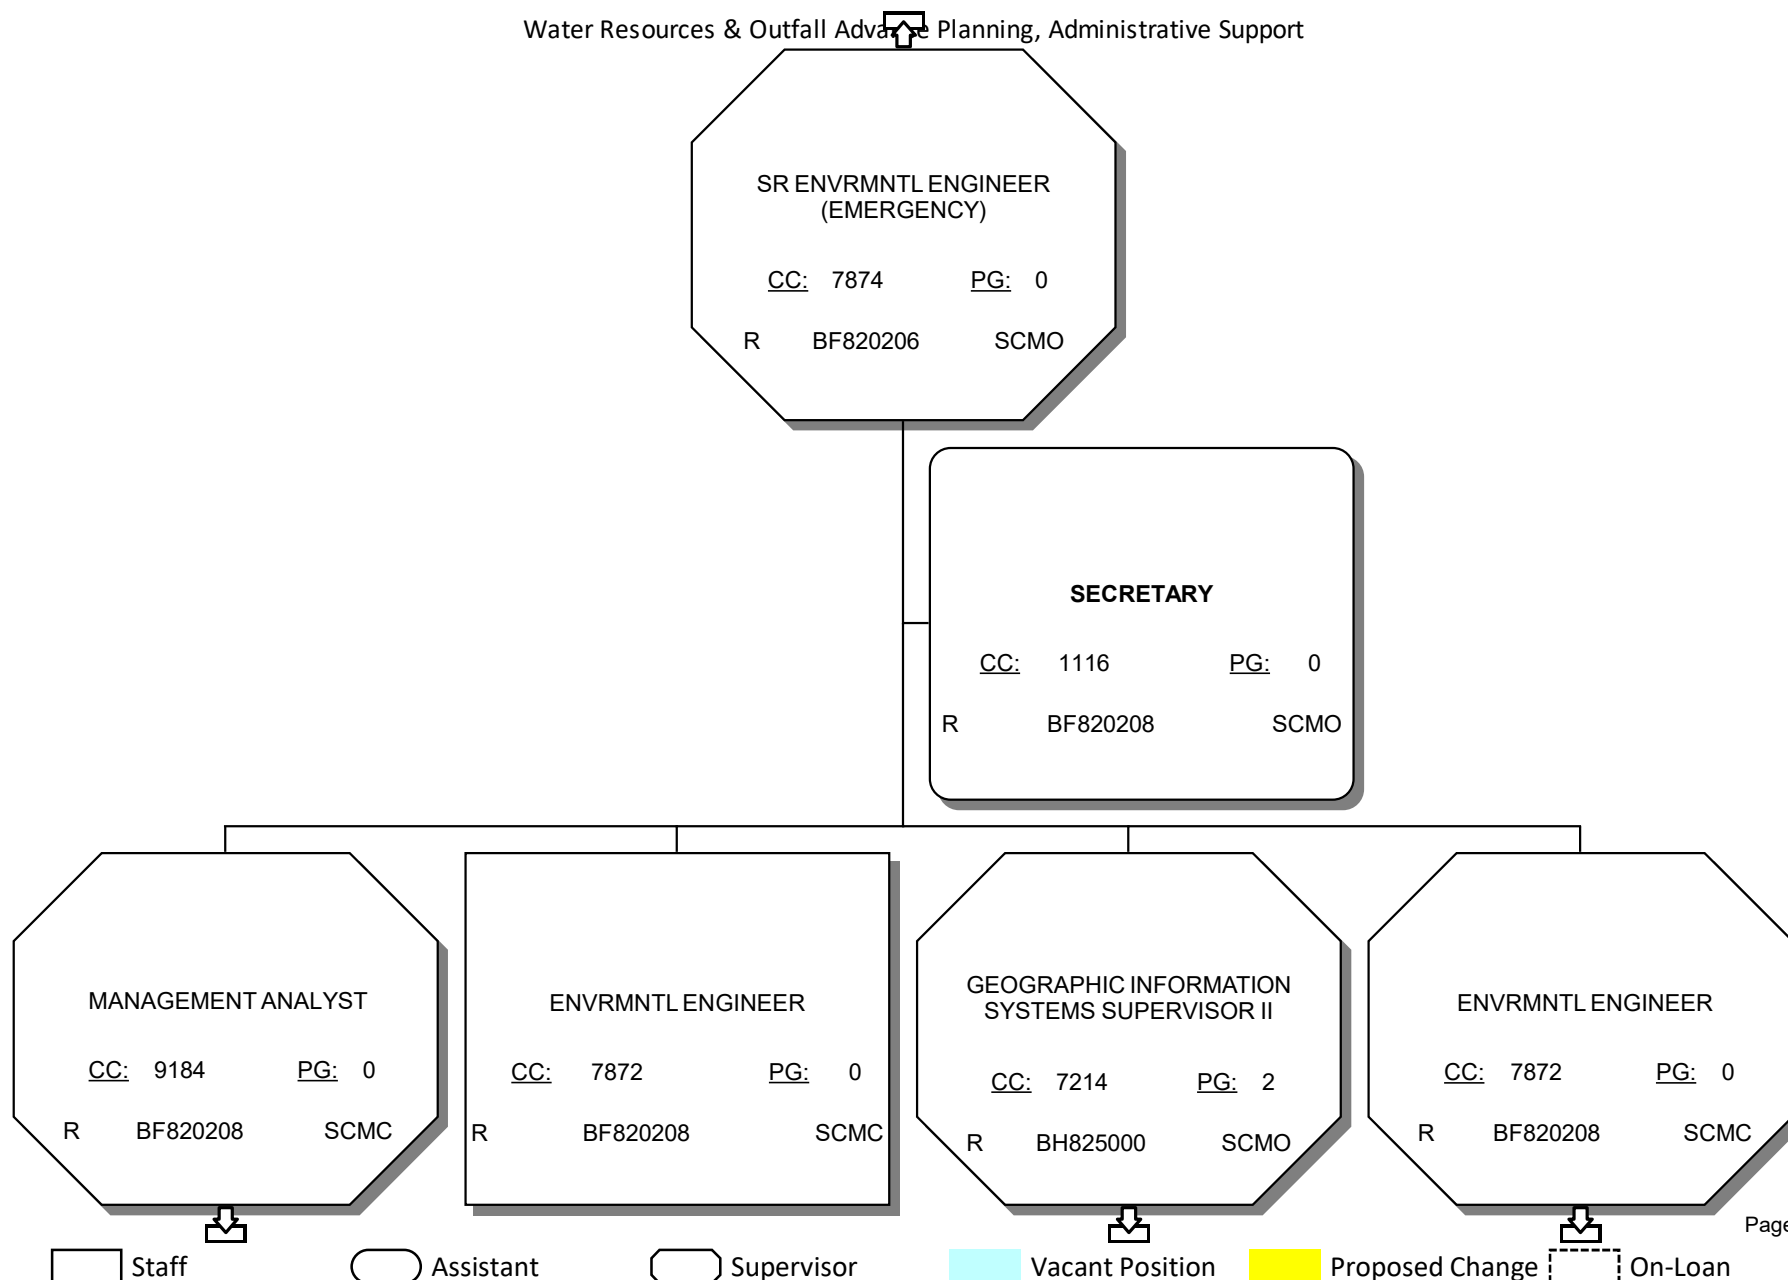 Water Resources & Outfall Advance Planning, Administrative Support
SR ENVRMNTL ENGINEER
(EMERGENCY)
CC: 7874 PG: 0
R BF820206 SCMO
SECRETARY
CC: 1116 PG: 0
R BF820208 SCMO
MANAGEMENT ANALYST
CC: 9184 PG: 0
R BF820208 SCMC
ENVRMNTL ENGINEER
CC: 7872 PG: 0
R BF820208 SCMC
GEOGRAPHIC INFORMATION
SYSTEMS SUPERVISOR II
CC: 7214 PG: 2
R BH825000 SCMO
ENVRMNTL ENGINEER
CC: 7872 PG: 0
R BF820208 SCMC
Page
Staff Assistant Supervisor Vacant Position Proposed Change On-Loan